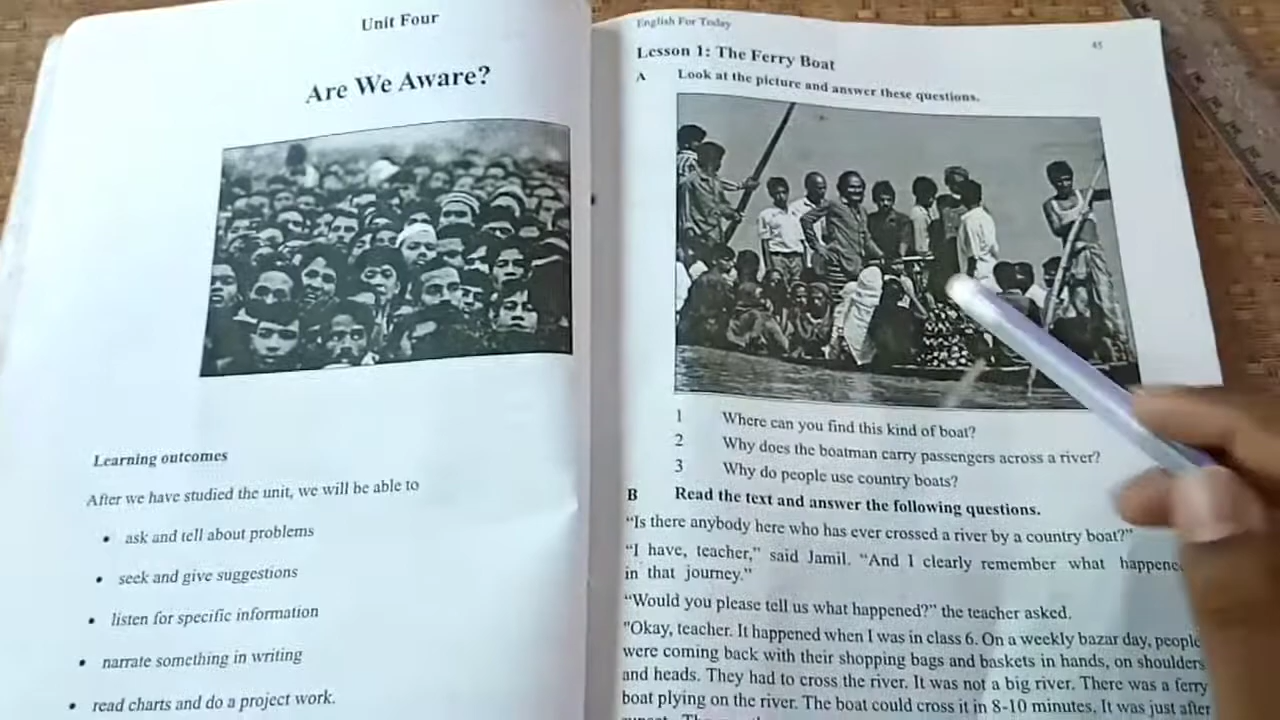 Unit Four
Are We Aware?
Learning outcomes
After we have studied the unit, we will be able to
• ask and tell about problems
• seek and give suggestions
• listen for specific information
• narrate something in writing
• read charts and do a project work.
English For Today
45
Lesson 1: The Ferry Boat
A Look at the picture and answer these questions.
1 Where can you find this kind of boat?
2 Why does the boatman carry passengers across a river?
3 Why do people use country boats?
B Read the text and answer the following questions.
“Is there anybody here who has ever crossed a river by a country boat?”
“I have, teacher,” said Jamil. “And I clearly remember what happened
in that journey.”
“Would you please tell us what happened?” the teacher asked.
"Okay, teacher. It happened when I was in class 6. On a weekly bazar day, people
were coming back with their shopping bags and baskets in hands, on shoulders
and heads. They had to cross the river. It was not a big river. There was a ferry
boat plying on the river. The boat could cross it in 8-10 minutes. It was just after